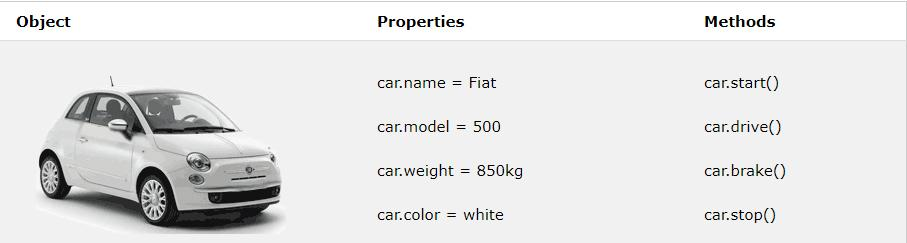 Object Properties Methods
car.name = Fiat car.start()
car.model = 500 car.drive()
car.weight = 850kg car.brake()
car.color = white car.stop()